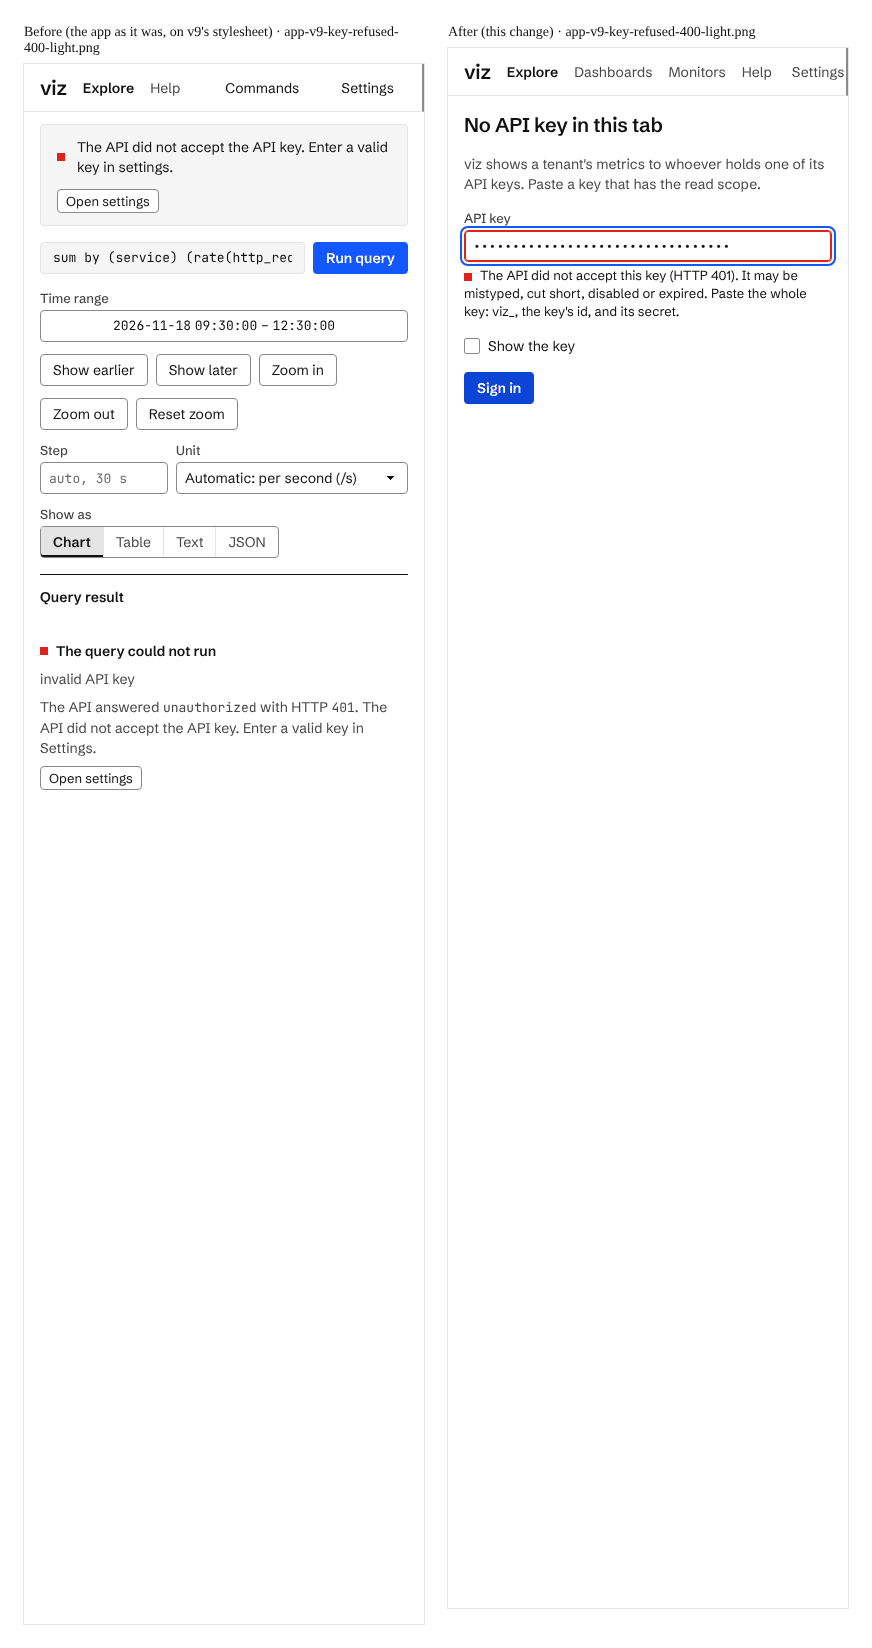 Before (the app as it was, on v9's stylesheet) · app-v9-key-refused-
400-light.png
viz Explore Help Commands Settings
The API did not accept the API key. Enter a valid
key in settings.
Open settings
sum by (service) (rate(http_rec Run query
Time range
2026-11-18 09:30:00 – 12:30:00
Show earlier Show later Zoom in
Zoom out Reset zoom
Step Unit
auto, 30 s Automatic: per second (/s)
Show as
Chart Table Text JSON
Query result
The query could not run
invalid API key
The API answered unauthorized with HTTP 401. The
API did not accept the API key. Enter a valid key in
Settings.
Open settings
After (this change) · app-v9-key-refused-400-light.png
viz Explore Dashboards Monitors Help Settings
No API key in this tab
viz shows a tenant's metrics to whoever holds one of its
API keys. Paste a key that has the read scope.
API key
The API did not accept this key (HTTP 401). It may be
mistyped, cut short, disabled or expired. Paste the whole
key: viz_, the key's id, and its secret.
Show the key
Sign in